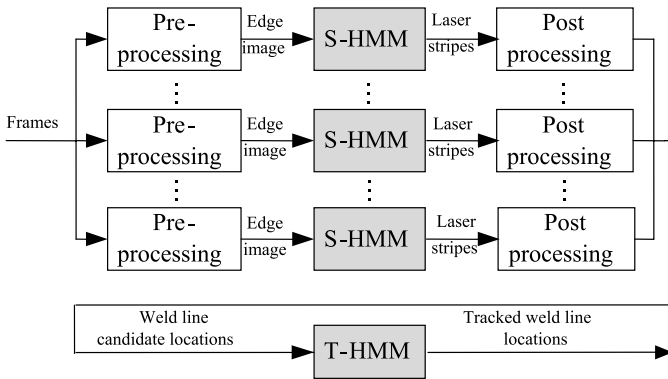 Pre-
processing
Edge
image
S-HMM
Laser
stripes
Post
processing
Frames
Pre-
processing
Edge
image
S-HMM
Laser
stripes
Post
processing
Pre-
processing
Edge
image
S-HMM
Laser
stripes
Post
processing
Weld line
candidate locations
T-HMM
Tracked weld line
locations